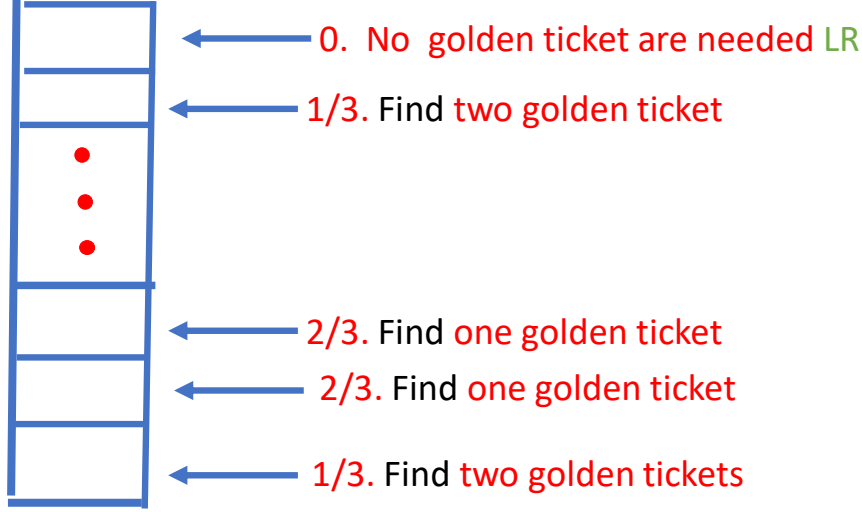 0. No golden ticket are needed LR
1/3. Find two golden ticket
2/3. Find one golden ticket
2/3. Find one golden ticket
1/3. Find two golden tickets